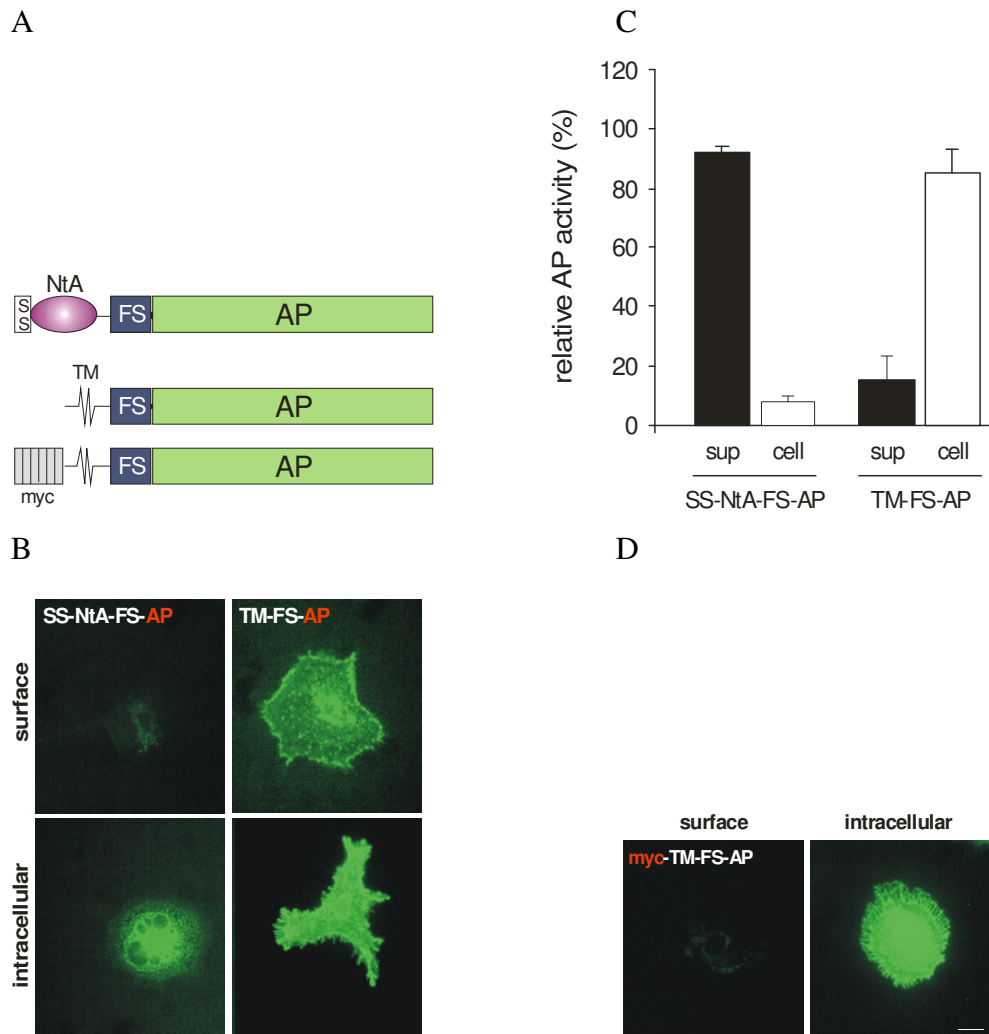 A
NtA
SS
FS
AP
TM
FS
AP
FS
AP
myc
B
SS-NtA-FS-AP
TM-FS-AP
surface
intracellular
C
relative AP activity (%)
120
100
80
60
40
20
0
sup
cell
sup
cell
SS-NtA-FS-AP
TM-FS-AP
D
surface
intracellular
myc-TM-FS-AP